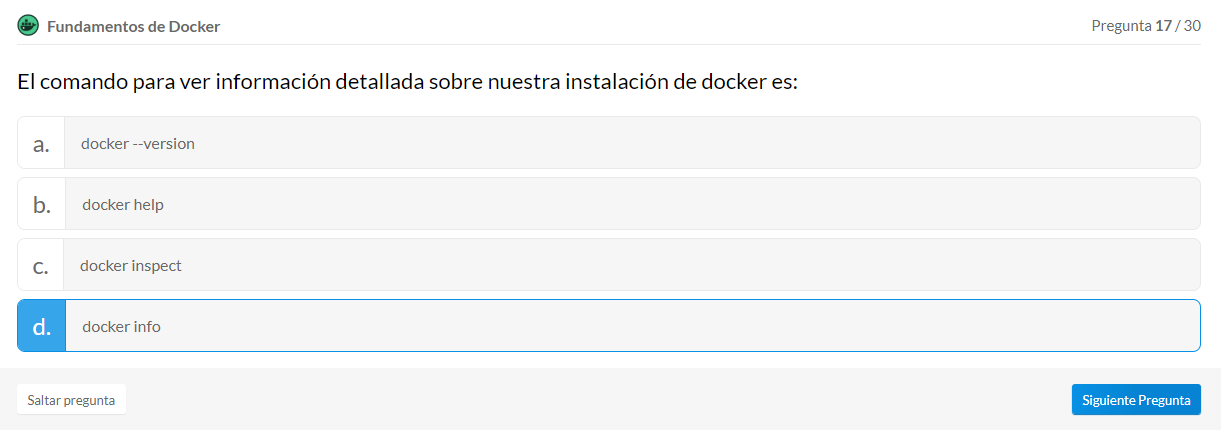 Fundamentos de Docker
Pregunta 17 / 30
El comando para ver información detallada sobre nuestra instalación de docker es:
a. docker --version
b. docker help
c. docker inspect
d. docker info
Saltar pregunta
Siguiente Pregunta